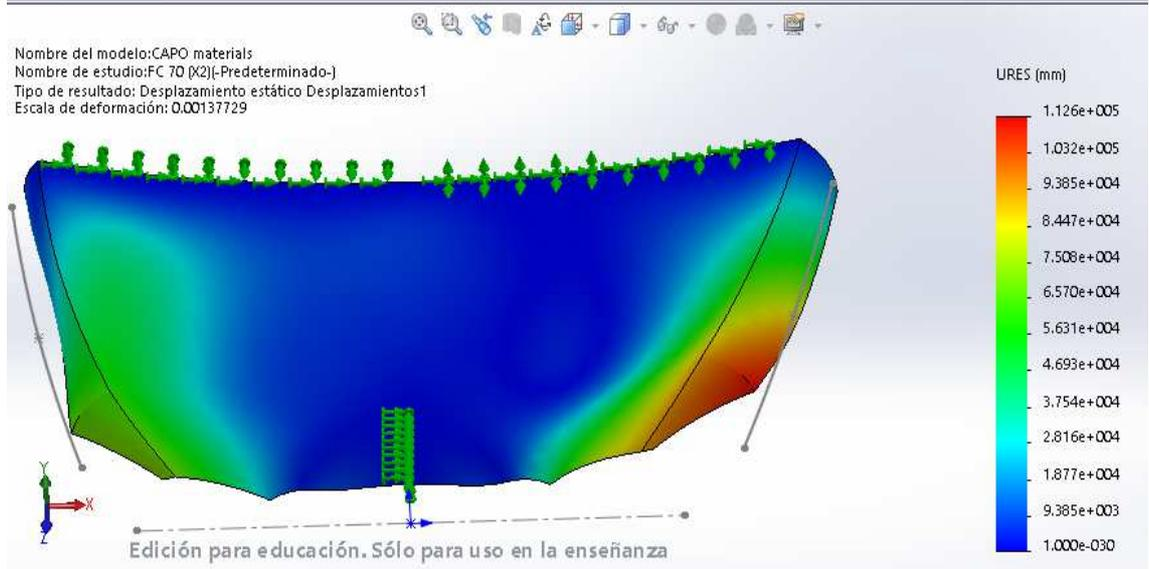 Nombre del modelo:CAPO materials
Nombre de estudio:FC 70 (X2)(-Predeterminado-)
Tipo de resultado: Desplazamiento estático Desplazamientos1
Escala de deformación: 0.00137729
URES (mm)
1.126e+005
1.032e+005
9.385e+004
8.447e+004
7.508e+004
6.570e+004
5.631e+004
4.693e+004
3.754e+004
2.816e+004
1.877e+004
9.385e+003
1.000e-030
Y
X
Z
Edición para educación. Sólo para uso en la enseñanza